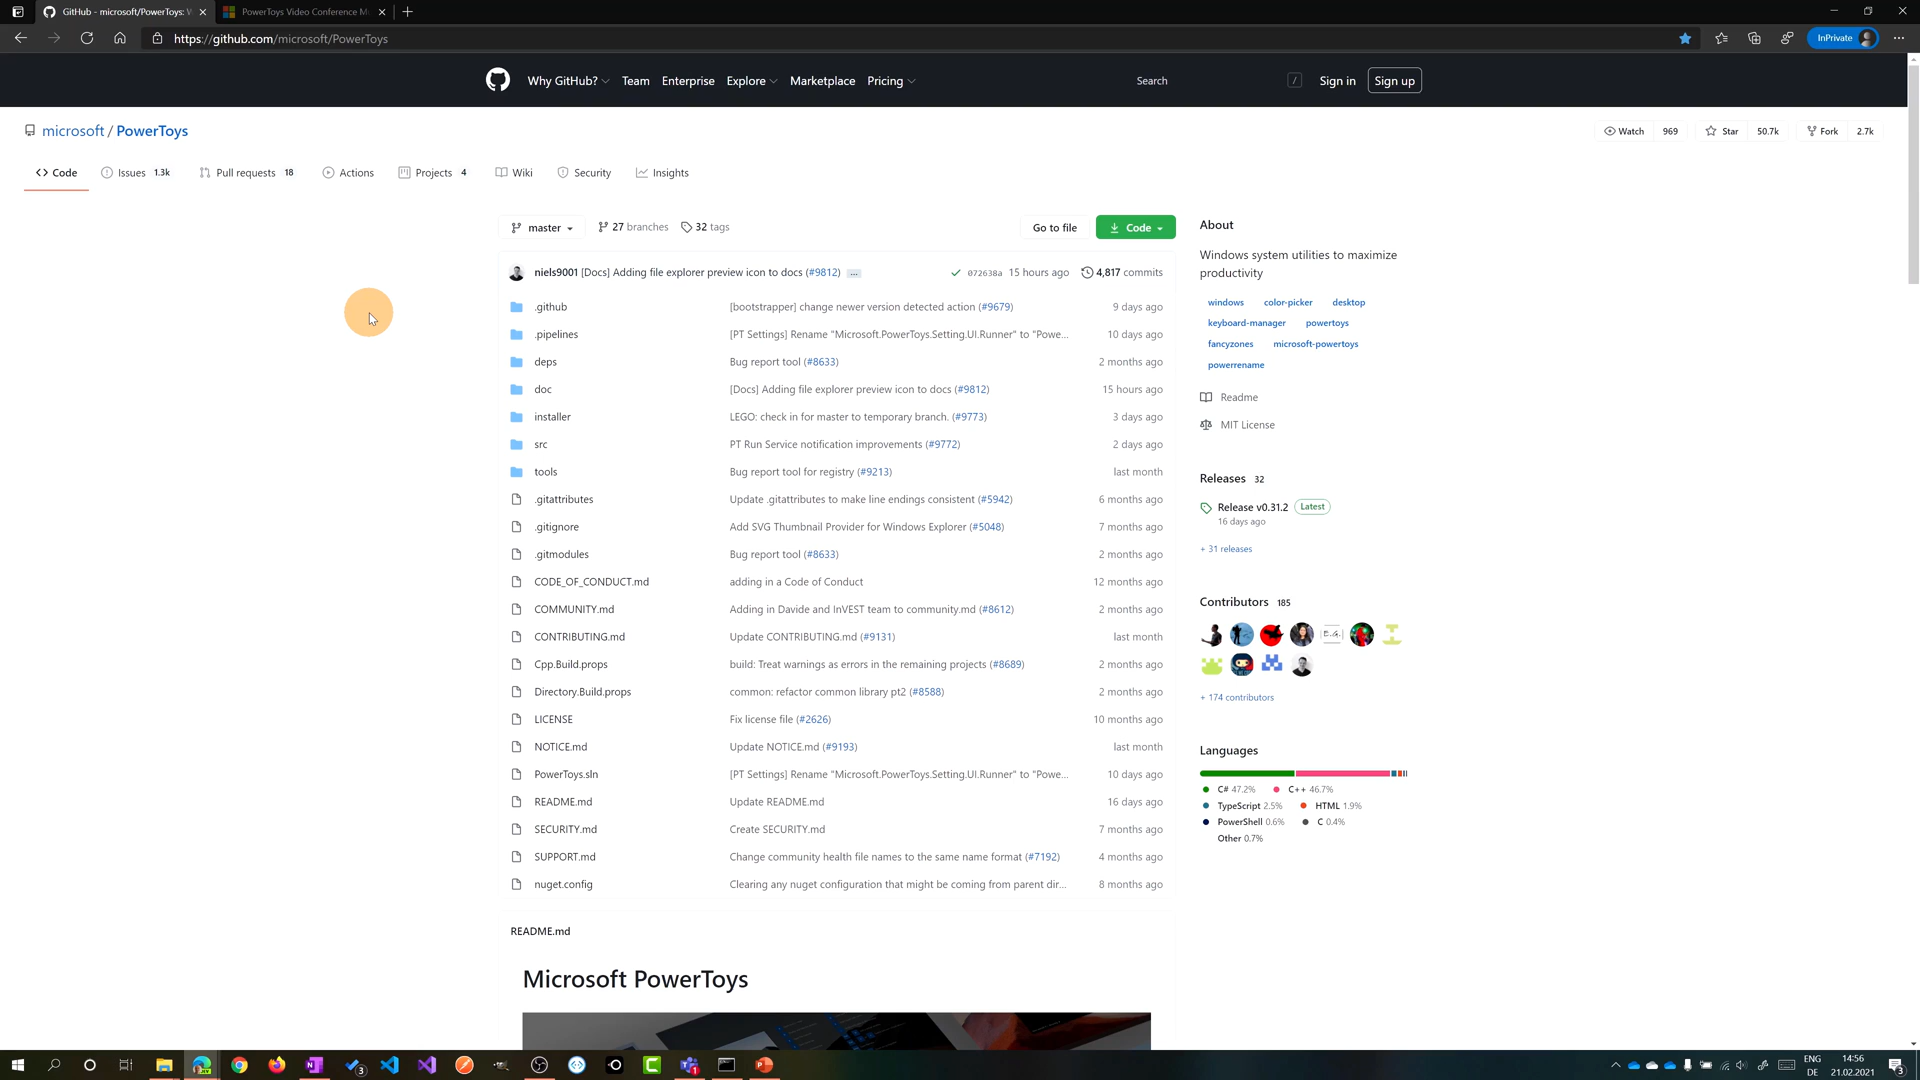 GitHub - microsoft/PowerToys: W
PowerToys Video Conference M
https://github.com/microsoft/PowerToys
InPrivate
Why GitHub? Team Enterprise Explore Marketplace Pricing Search / Sign in Sign up
microsoft / PowerToys
Watch 969 Star 50.7k Fork 2.7k
Code Issues 1.3k Pull requests 18 Actions Projects 4 Wiki Security Insights
master 27 branches 32 tags Go to file Code
niels9001 [Docs] Adding file explorer preview icon to docs (#9812) ... 072638a 15 hours ago 4,817 commits
.github [bootstrapper] change newer version detected action (#9679) 9 days ago
.pipelines [PT Settings] Rename "Microsoft.PowerToys.Setting.UI.Runner" to "Powe... 10 days ago
deps Bug report tool (#8633) 2 months ago
doc [Docs] Adding file explorer preview icon to docs (#9812) 15 hours ago
installer LEGO: check in for master to temporary branch. (#9773) 3 days ago
src PT Run Service notification improvements (#9772) 2 days ago
tools Bug report tool for registry (#9213) last month
.gitattributes Update .gitattributes to make line endings consistent (#5942) 6 months ago
.gitignore Add SVG Thumbnail Provider for Windows Explorer (#5048) 7 months ago
.gitmodules Bug report tool (#8633) 2 months ago
CODE_OF_CONDUCT.md adding in a Code of Conduct 12 months ago
COMMUNITY.md Adding in Davide and InVEST team to community.md (#8612) 2 months ago
CONTRIBUTING.md Update CONTRIBUTING.md (#9131) last month
Cpp.Build.props build: Treat warnings as errors in the remaining projects (#8689) 2 months ago
Directory.Build.props common: refactor common library pt2 (#8588) 2 months ago
LICENSE Fix license file (#2626) 10 months ago
NOTICE.md Update NOTICE.md (#9193) last month
PowerToys.sln [PT Settings] Rename "Microsoft.PowerToys.Setting.UI.Runner" to "Powe... 10 days ago
README.md Update README.md 16 days ago
SECURITY.md Create SECURITY.md 7 months ago
SUPPORT.md Change community health file names to the same name format (#7192) 4 months ago
nuget.config Clearing any nuget configuration that might be coming from parent dir... 8 months ago
README.md
Microsoft PowerToys
About
Windows system utilities to maximize
productivity
windows color-picker desktop
keyboard-manager powertoys
fancyzones microsoft-powertoys
powerrename
Readme
MIT License
Releases 32
Release v0.31.2 Latest
16 days ago
+ 31 releases
Contributors 185
E.G.
+ 174 contributors
Languages
C# 47.2% C++ 46.7%
TypeScript 2.5% HTML 1.9%
PowerShell 0.6% C 0.4%
Other 0.7%
3
1
ENG
DE
14:56
21.02.2021
3